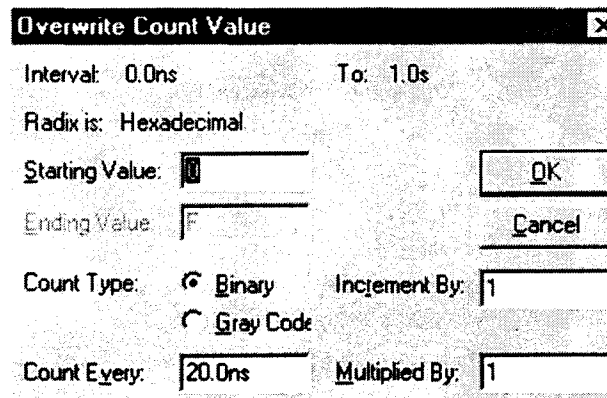 Overwrite Count Value
Interval: 0.0ns To: 1.0s
Radix is: Hexadecimal
Starting Value: 0
OK
Ending Value: F
Cancel
Count Type: Binary Increment By: 1
Gray Code
Count Every: 20.0ns Multiplied By: 1